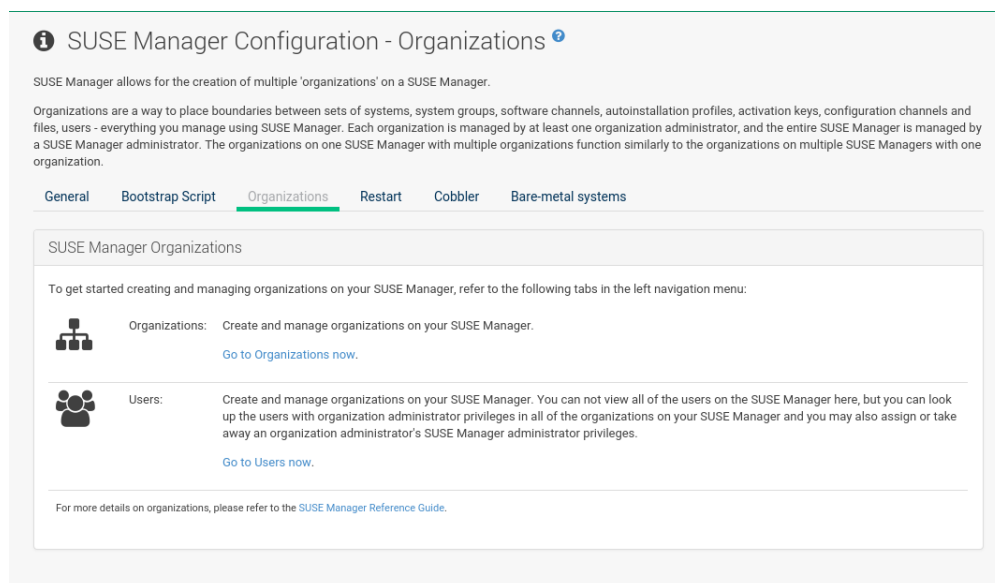 SUSE Manager Configuration - Organizations
SUSE Manager allows for the creation of multiple 'organizations' on a SUSE Manager.
Organizations are a way to place boundaries between sets of systems, system groups, software channels, autoinstallation profiles, activation keys, configuration channels and
files, users - everything you manage using SUSE Manager. Each organization is managed by at least one organization administrator, and the entire SUSE Manager is managed by
a SUSE Manager administrator. The organizations on one SUSE Manager with multiple organizations function similarly to the organizations on multiple SUSE Managers with one
organization.
General Bootstrap Script Organizations Restart Cobbler Bare-metal systems
SUSE Manager Organizations
To get started creating and managing organizations on your SUSE Manager, refer to the following tabs in the left navigation menu:
Organizations: Create and manage organizations on your SUSE Manager.
Go to Organizations now.
Users: Create and manage organizations on your SUSE Manager. You can not view all of the users on the SUSE Manager here, but you can look
up the users with organization administrator privileges in all of the organizations on your SUSE Manager and you may also assign or take
away an organization administrator's SUSE Manager administrator privileges.
Go to Users now.
For more details on organizations, please refer to the SUSE Manager Reference Guide.